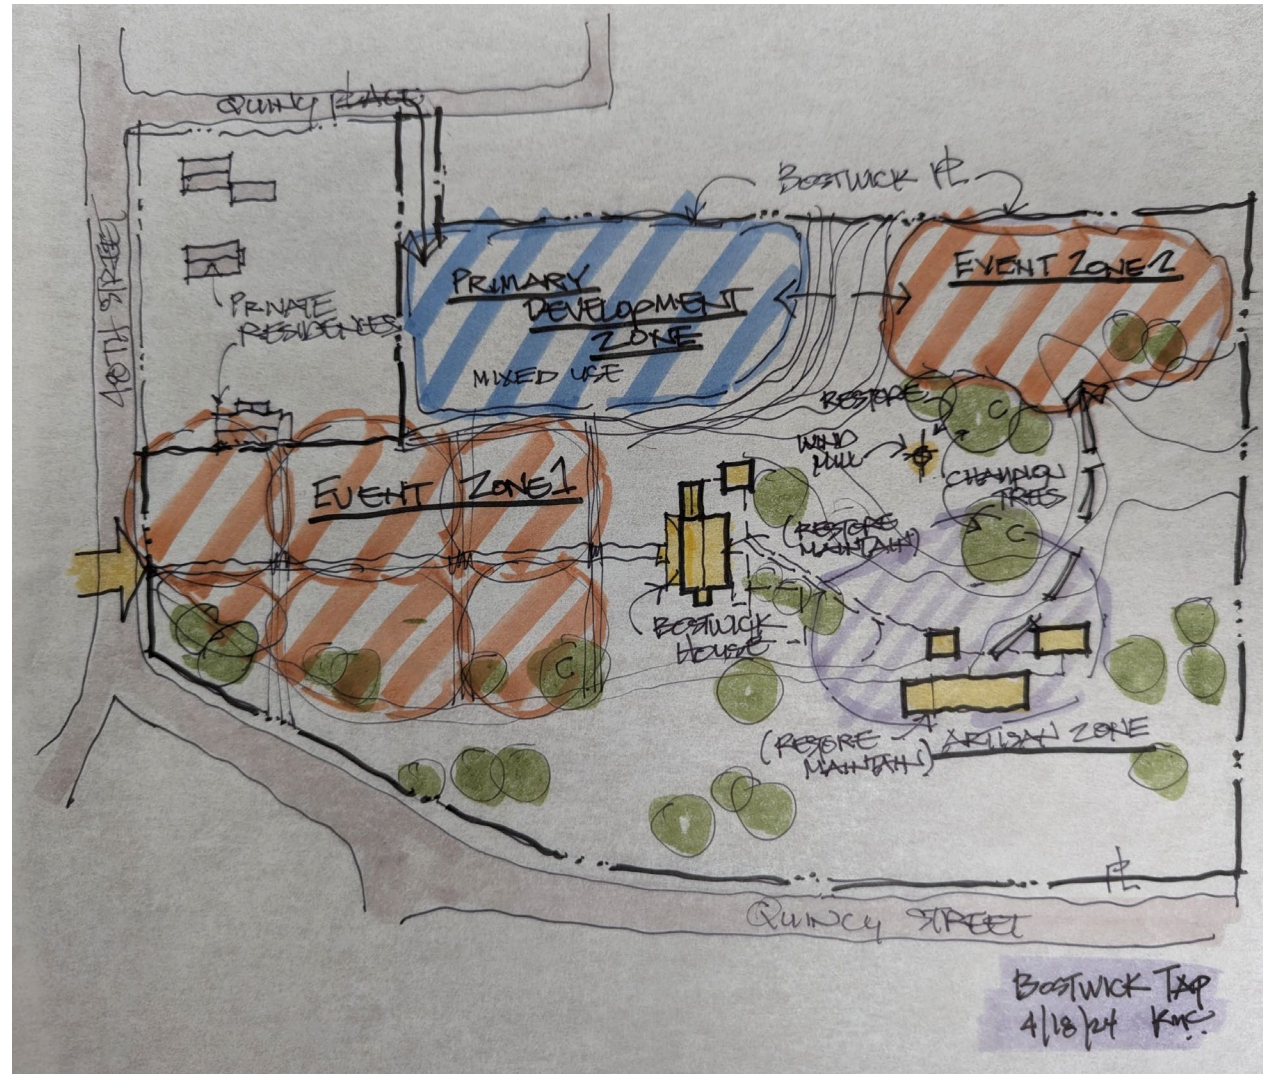 QUINCY PLACE
48TH STREET
PRIVATE
RESIDENCES
BOSTWICK PL
PRIMARY
DEVELOPMENT
ZONE
MIXED USE
EVENT ZONE 2
RESTORE
WIND
MILL
CHAMPION
TREES
(RESTORE
MAINTAIN)
C
C
EVENT ZONE 1
BOSTWICK
HOUSE
C
(RESTORE
MAINTAIN)
ARTISAN ZONE
PL
QUINCY STREET
BOSTWICK TAP
4/18/24